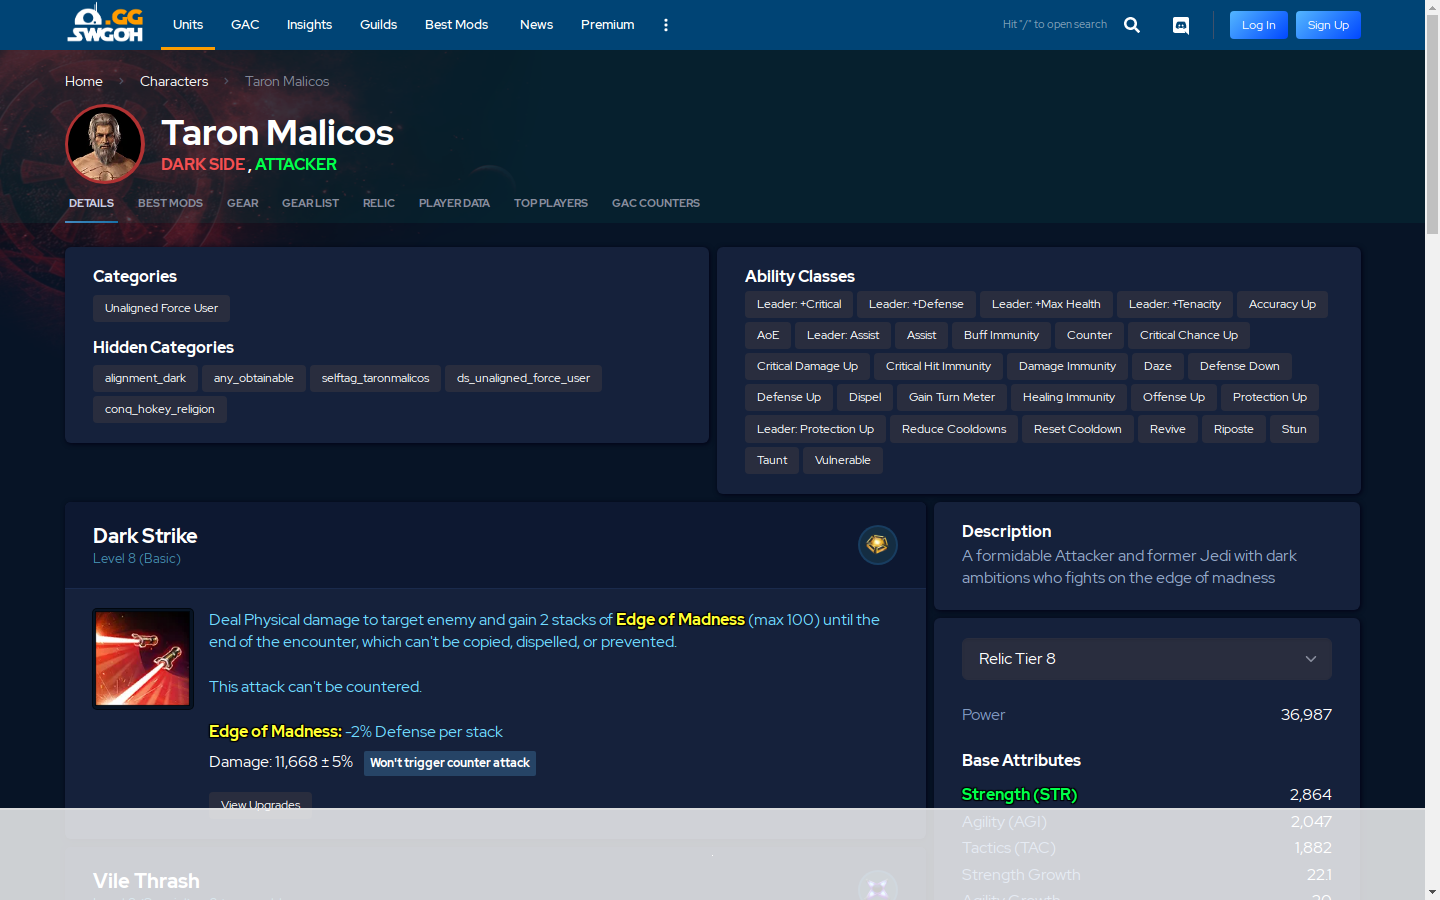 .GG
SWGOH
Units
GAC
Insights
Guilds
Best Mods
News
Premium
Hit "/" to open search
Log In
Sign Up
Home
Characters
Taron Malicos
Taron Malicos
DARK SIDE , ATTACKER
DETAILS
BEST MODS
GEAR
GEAR LIST
RELIC
PLAYER DATA
TOP PLAYERS
GAC COUNTERS
Categories
Unaligned Force User
Hidden Categories
alignment_dark any_obtainable selftag_taronmalicos ds_unaligned_force_user
conq_hokey_religion
Ability Classes
Leader: +Critical Leader: +Defense Leader: +Max Health Leader: +Tenacity Accuracy Up
AoE Leader: Assist Assist Buff Immunity Counter Critical Chance Up
Critical Damage Up Critical Hit Immunity Damage Immunity Daze Defense Down
Defense Up Dispel Gain Turn Meter Healing Immunity Offense Up Protection Up
Leader: Protection Up Reduce Cooldowns Reset Cooldown Revive Riposte Stun
Taunt Vulnerable
Dark Strike
Level 8 (Basic)
Deal Physical damage to target enemy and gain 2 stacks of Edge of Madness (max 100) until the
end of the encounter, which can't be copied, dispelled, or prevented.
This attack can't be countered.
Edge of Madness: -2% Defense per stack
Damage: 11,668 ± 5% Won't trigger counter attack
View Upgrades
Vile Thrash
Description
A formidable Attacker and former Jedi with dark
ambitions who fights on the edge of madness
Relic Tier 8
Power 36,987
Base Attributes
Strength (STR) 2,864
Agility (AGI) 2,047
Tactics (TAC) 1,882
Strength Growth 22.1
Agility Growth 20